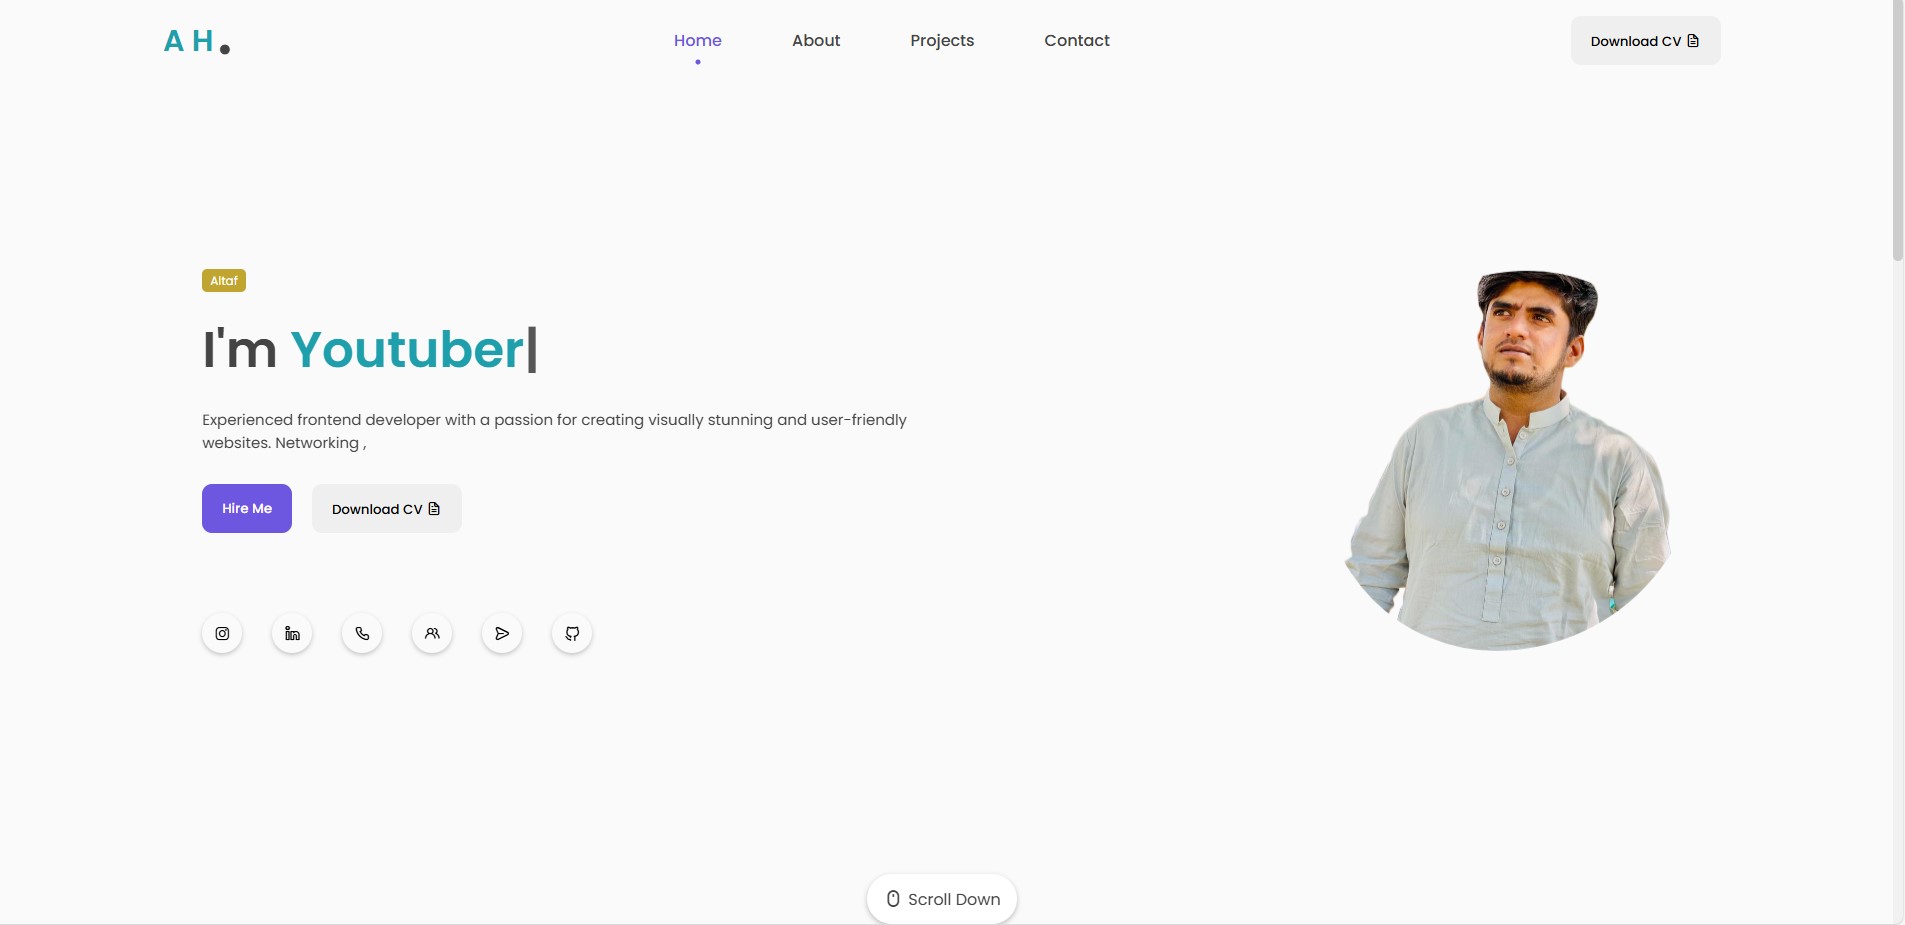 A H.
Home
About
Projects
Contact
Download CV
Altaf
I'm Youtuber|
Experienced frontend developer with a passion for creating visually stunning and user-friendly
websites. Networking ,
Hire Me
Download CV
Scroll Down